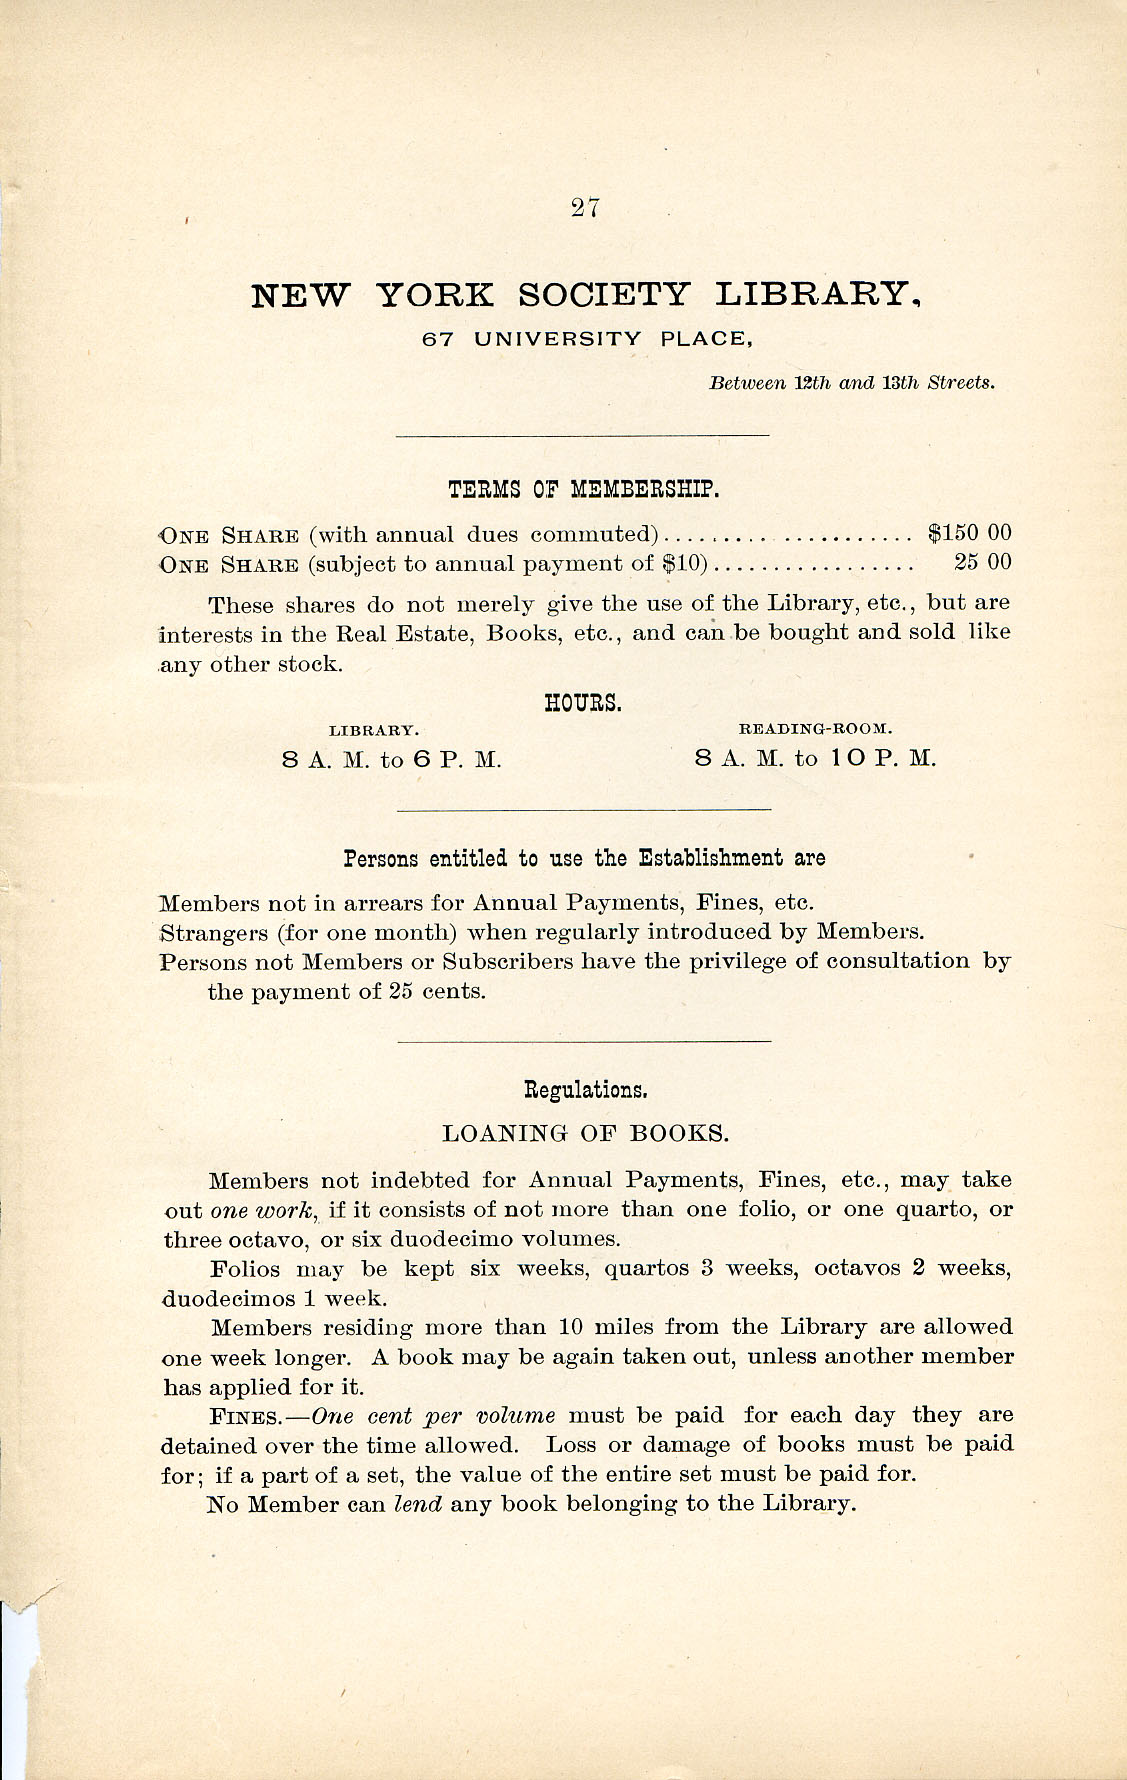 27
NEW YORK SOCIETY LIBRARY,
67 UNIVERSITY PLACE,
Between 12th and 13th Streets.
TERMS OF MEMBERSHIP.
ONE SHARE (with annual dues commuted)..................... $150 00
ONE SHARE (subject to annual payment of $10)................. 25 00
These shares do not merely give the use of the Library, etc., but are
interests in the Real Estate, Books, etc., and can be bought and sold like
any other stock.
HOURS.
LIBRARY. READING-ROOM.
8 A. M. to 6 P. M. 8 A. M. to 10 P. M.
Persons entitled to use the Establishment are
Members not in arrears for Annual Payments, Fines, etc.
Strangers (for one month) when regularly introduced by Members.
Persons not Members or Subscribers have the privilege of consultation by
the payment of 25 cents.
Regulations.
LOANING OF BOOKS.
Members not indebted for Annual Payments, Fines, etc., may take
out one work, if it consists of not more than one folio, or one quarto, or
three octavo, or six duodecimo volumes.
Folios may be kept six weeks, quartos 3 weeks, octavos 2 weeks,
duodecimos 1 week.
Members residing more than 10 miles from the Library are allowed
one week longer. A book may be again taken out, unless another member
has applied for it.
FINES.—One cent per volume must be paid for each day they are
detained over the time allowed. Loss or damage of books must be paid
for; if a part of a set, the value of the entire set must be paid for.
No Member can lend any book belonging to the Library.